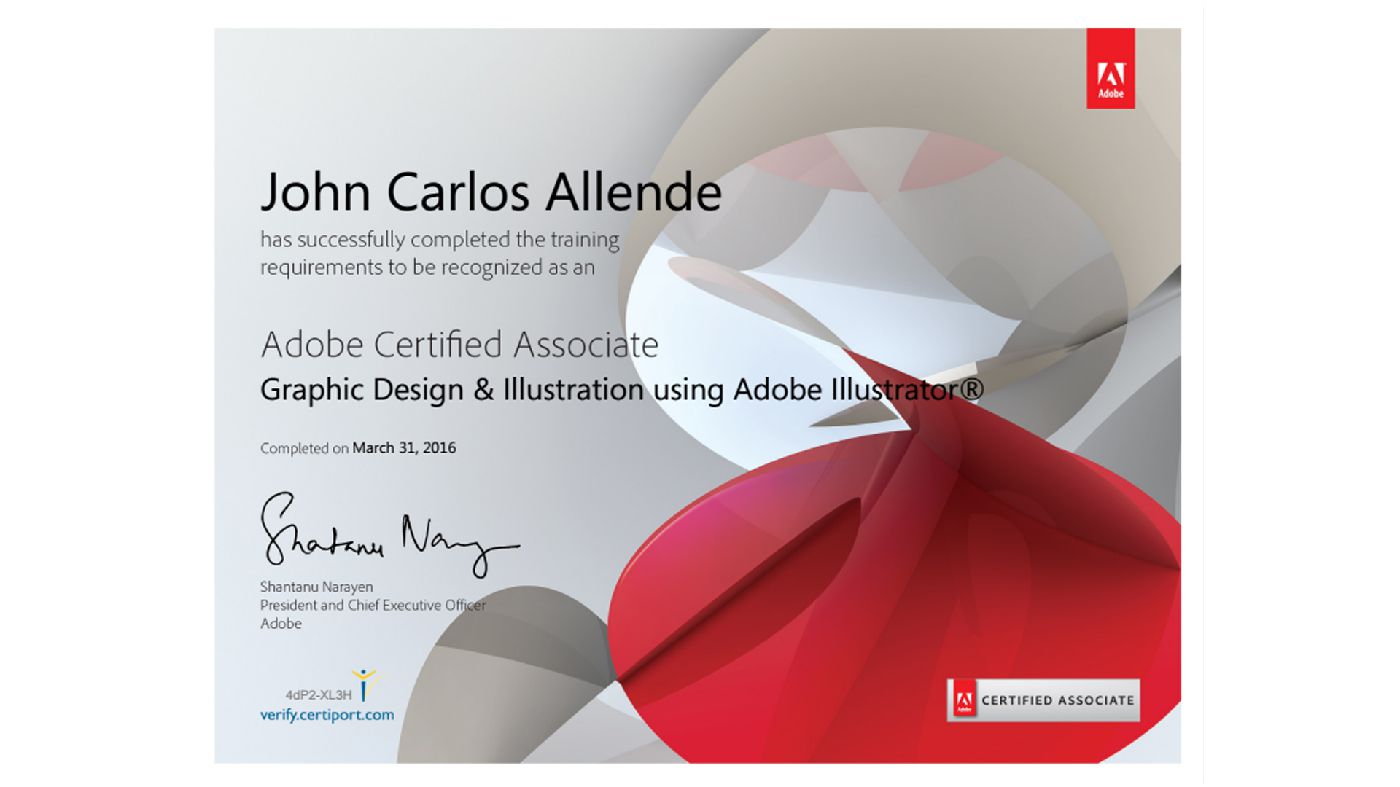 Adobe
John Carlos Allende
has successfully completed the training
requirements to be recognized as an
Adobe Certified Associate
Graphic Design & Illustration using Adobe Illustrator®
Completed on March 31, 2016
Shantanu Narayen
Shantanu Narayen
President and Chief Executive Officer
Adobe
4dP2-XL3H
verify.certiport.com
Adobe
CERTIFIED ASSOCIATE